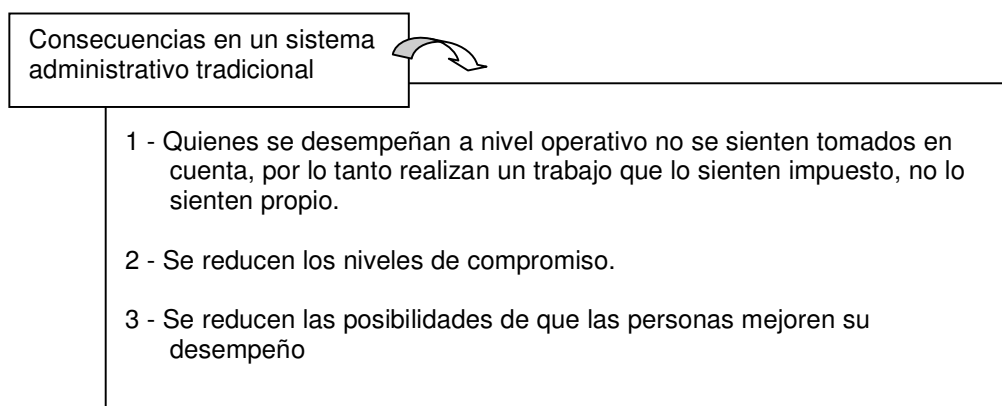 Consecuencias en un sistema
administrativo tradicional
1 - Quienes se desempeñan a nivel operativo no se sienten tomados en
cuenta, por lo tanto realizan un trabajo que lo sienten impuesto, no lo
sienten propio.
2 - Se reducen los niveles de compromiso.
3 - Se reducen las posibilidades de que las personas mejoren su
desempeño